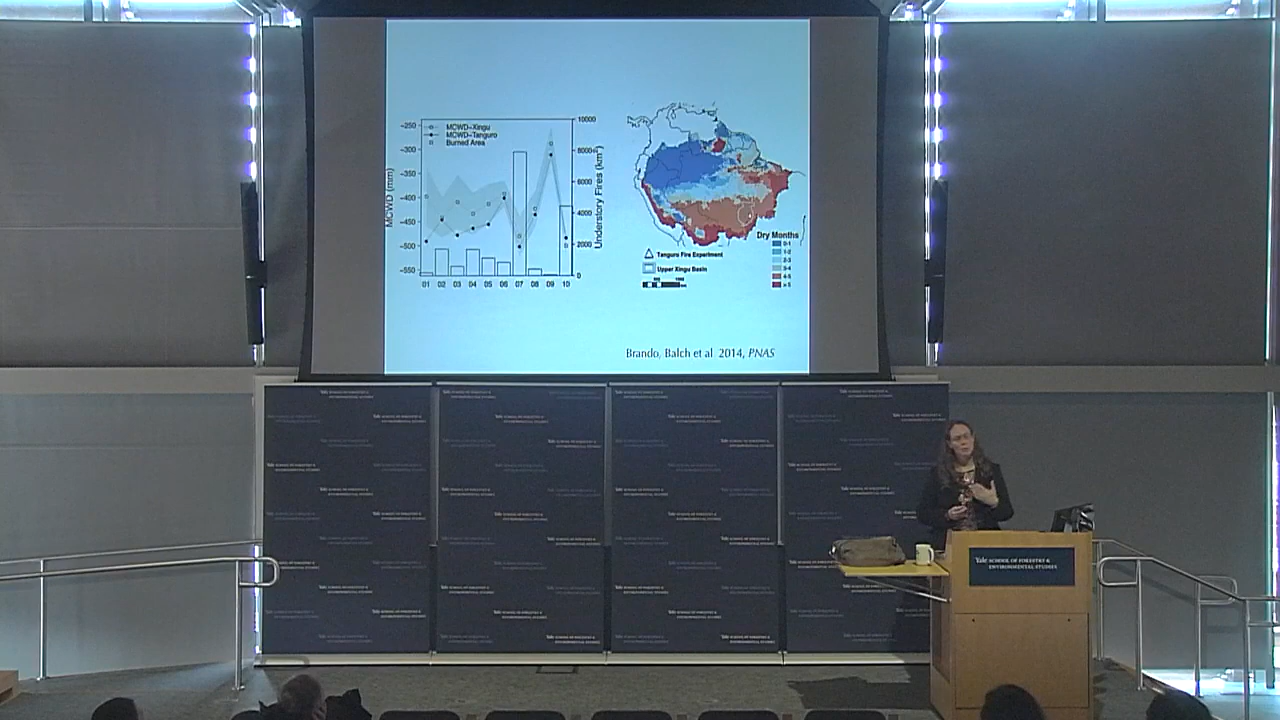 MCWD-Xingu
MCWD-Tanguro
Burned Area
MCWD (mm)
-250
-300
-350
-400
-450
-500
-550
01 02 03 04 05 06 07 08 09 10
10000
8000
6000
4000
2000
0
Understory Fires (km²)
Dry Months
0-1
1-2
2-3
3-4
4-5
>5
Tanguro Fire Experiment
Upper Xingu Basin
Brando, Balch et al 2014, PNAS
Yale SCHOOL OF FORESTRY &
ENVIRONMENTAL STUDIES